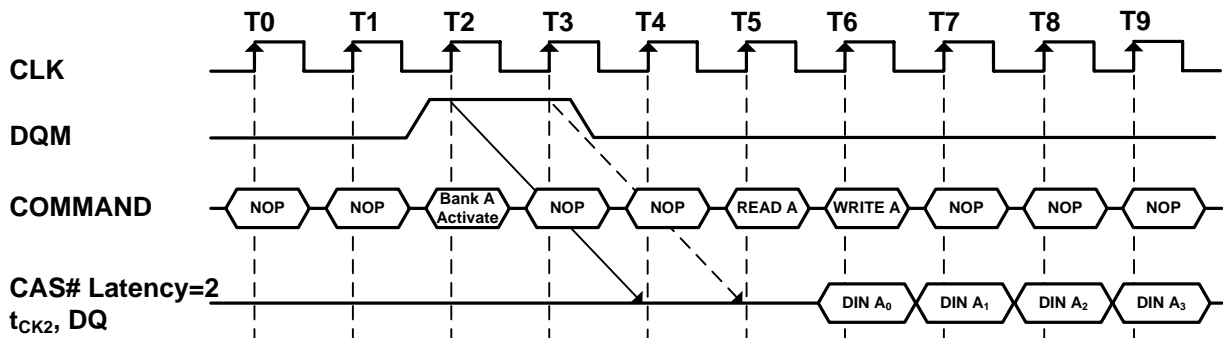 T0 T1 T2 T3 T4 T5 T6 T7 T8 T9
CLK
DQM
COMMAND NOP NOP Bank A Activate NOP NOP READ A WRITE A NOP NOP NOP
CAS# Latency=2
tCK2, DQ
DIN A0 DIN A1 DIN A2 DIN A3